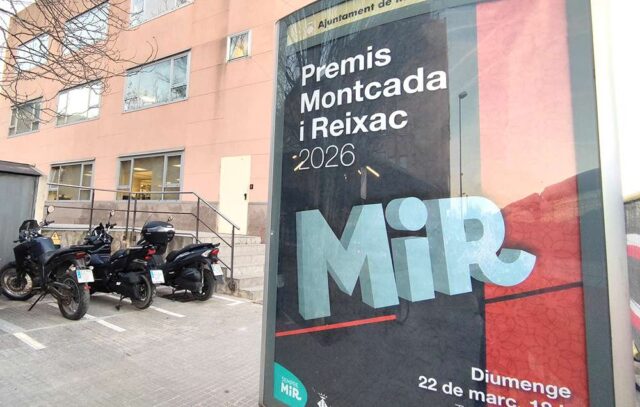 Ajuntament de
Premis
Montcada
i Reixac
2026
MiR
MiR
Diumenge
22 de març,